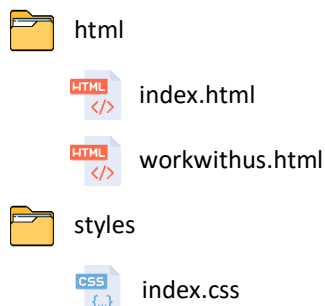 html
HTML
</>
index.html
HTML
</>
workwithus.html
styles
CSS
{...}
index.css